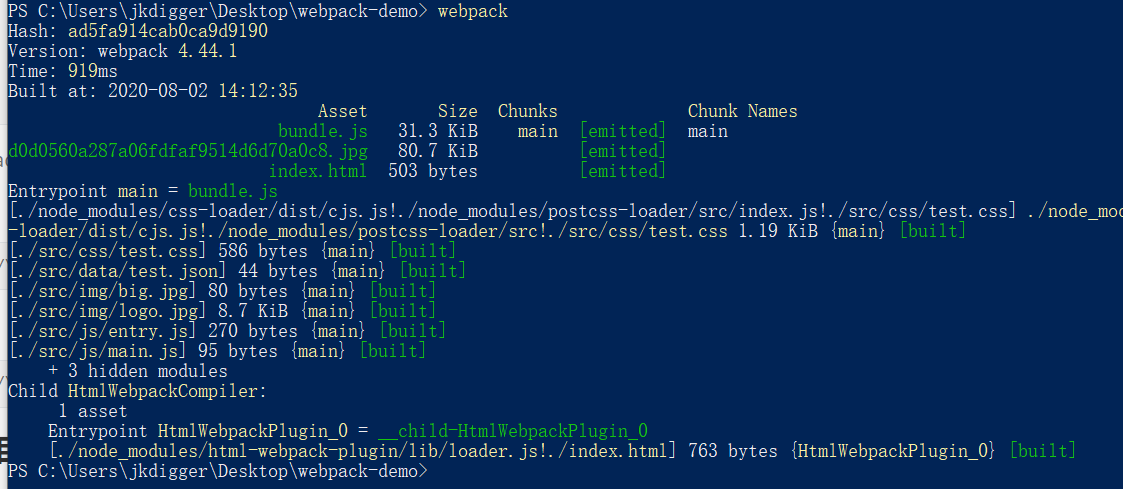 PS C:\Users\jkdigger\Desktop\webpack-demo> webpack
Hash: ad5fa914cab0ca9d9190
Version: webpack 4.44.1
Time: 919ms
Built at: 2020-08-02 14:12:35
Asset Size Chunks Chunk Names
bundle.js 31.3 KiB main [emitted] main
d0d0560a287a06fdfaf9514d6d70a0c8.jpg 80.7 KiB [emitted]
index.html 503 bytes [emitted]
Entrypoint main = bundle.js
[./node_modules/css-loader/dist/cjs.js!./node_modules/postcss-loader/src/index.js!./src/css/test.css] ./node_mod
-loader/dist/cjs.js!./node_modules/postcss-loader/src!./src/css/test.css 1.19 KiB {main} [built]
[./src/css/test.css] 586 bytes {main} [built]
[./src/data/test.json] 44 bytes {main} [built]
[./src/img/big.jpg] 80 bytes {main} [built]
[./src/img/logo.jpg] 8.7 KiB {main} [built]
[./src/js/entry.js] 270 bytes {main} [built]
[./src/js/main.js] 95 bytes {main} [built]
+ 3 hidden modules
Child HtmlWebpackCompiler:
1 asset
Entrypoint HtmlWebpackPlugin_0 = __child-HtmlWebpackPlugin_0
[./node_modules/html-webpack-plugin/lib/loader.js!./index.html] 763 bytes {HtmlWebpackPlugin_0} [built]
PS C:\Users\jkdigger\Desktop\webpack-demo>